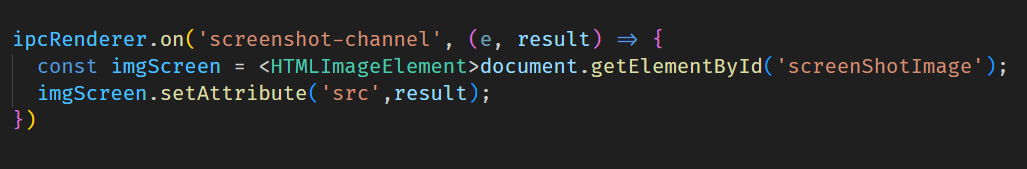 ipcRenderer.on('screenshot-channel', (e, result) => {
  const imgScreen = <HTMLImageElement>document.getElementById('screenShotImage');
  imgScreen.setAttribute('src',result);
})